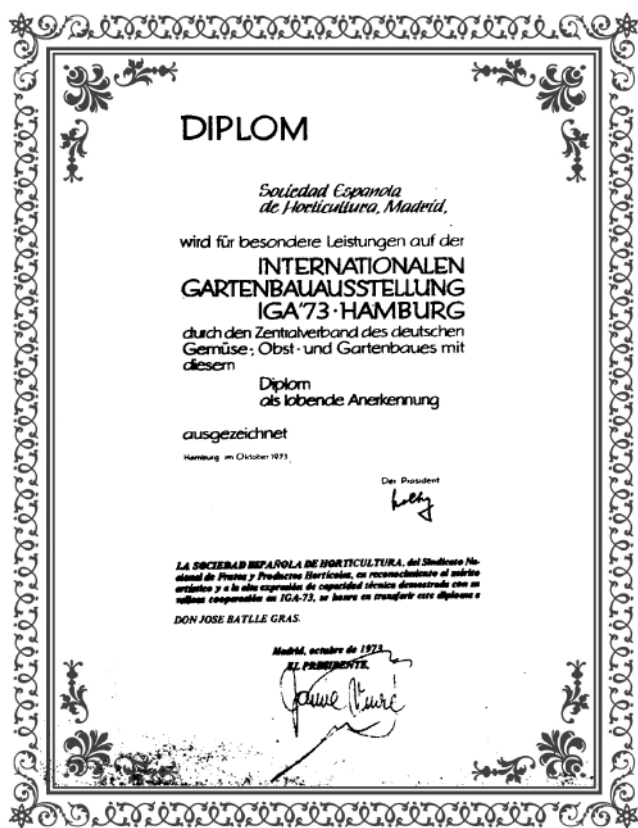 DIPLOM
Sociedad Espanola
de Horticultura, Madrid,
wird für besondere Leistungen auf der
INTERNATIONALEN
GARTENBAUAUSSTELLUNG
IGA'73·HAMBURG
durch den Zentralverband des deutschen
Gemüse-, Obst- und Gartenbaues mit
diesem
Diplom
als lobende Anerkennung
ausgezeichnet
Hamburg im Oktober 1973
Der Präsident
LA SOCIEDAD ESPAÑOLA DE HORTICULTURA, del Sindicato Na-
cional de Frutos y Productos Hortícolas, en reconocimiento al mérito
artístico y a la alta expresión de capacidad técnica demostrada con su
valiosa cooperación en IGA-73, se honra en transferir este diploma a
DON JOSE BATLLE GRAS.
Madrid, octubre de 1973
EL PRESIDENTE,